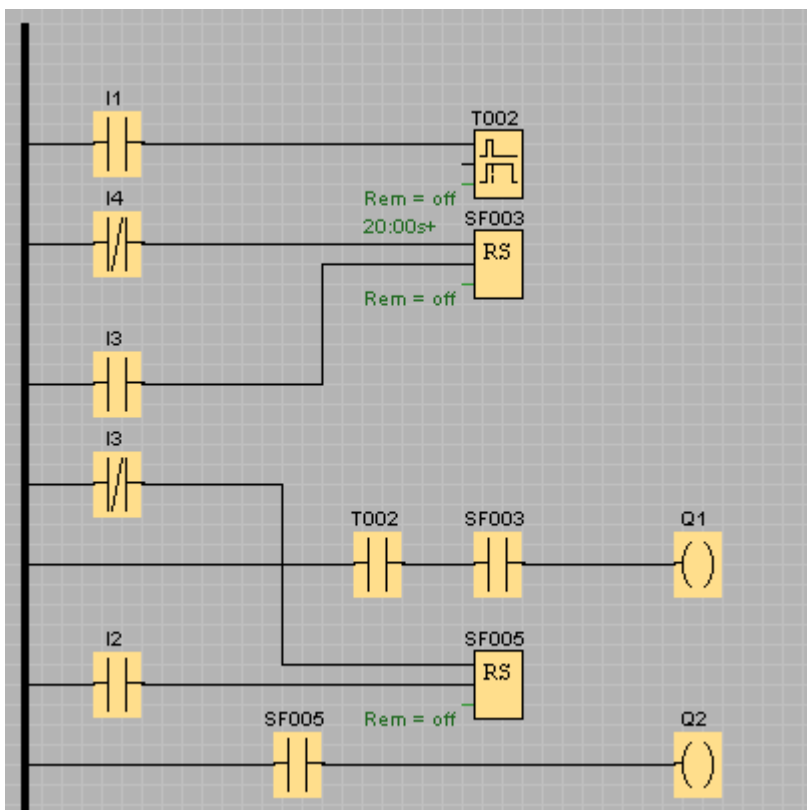 I1
T002
Rem = off
20:00s+
I4
SF003
RS
Rem = off
I3
I3
T002
SF003
Q1
I2
SF005
RS
Rem = off
SF005
Q2